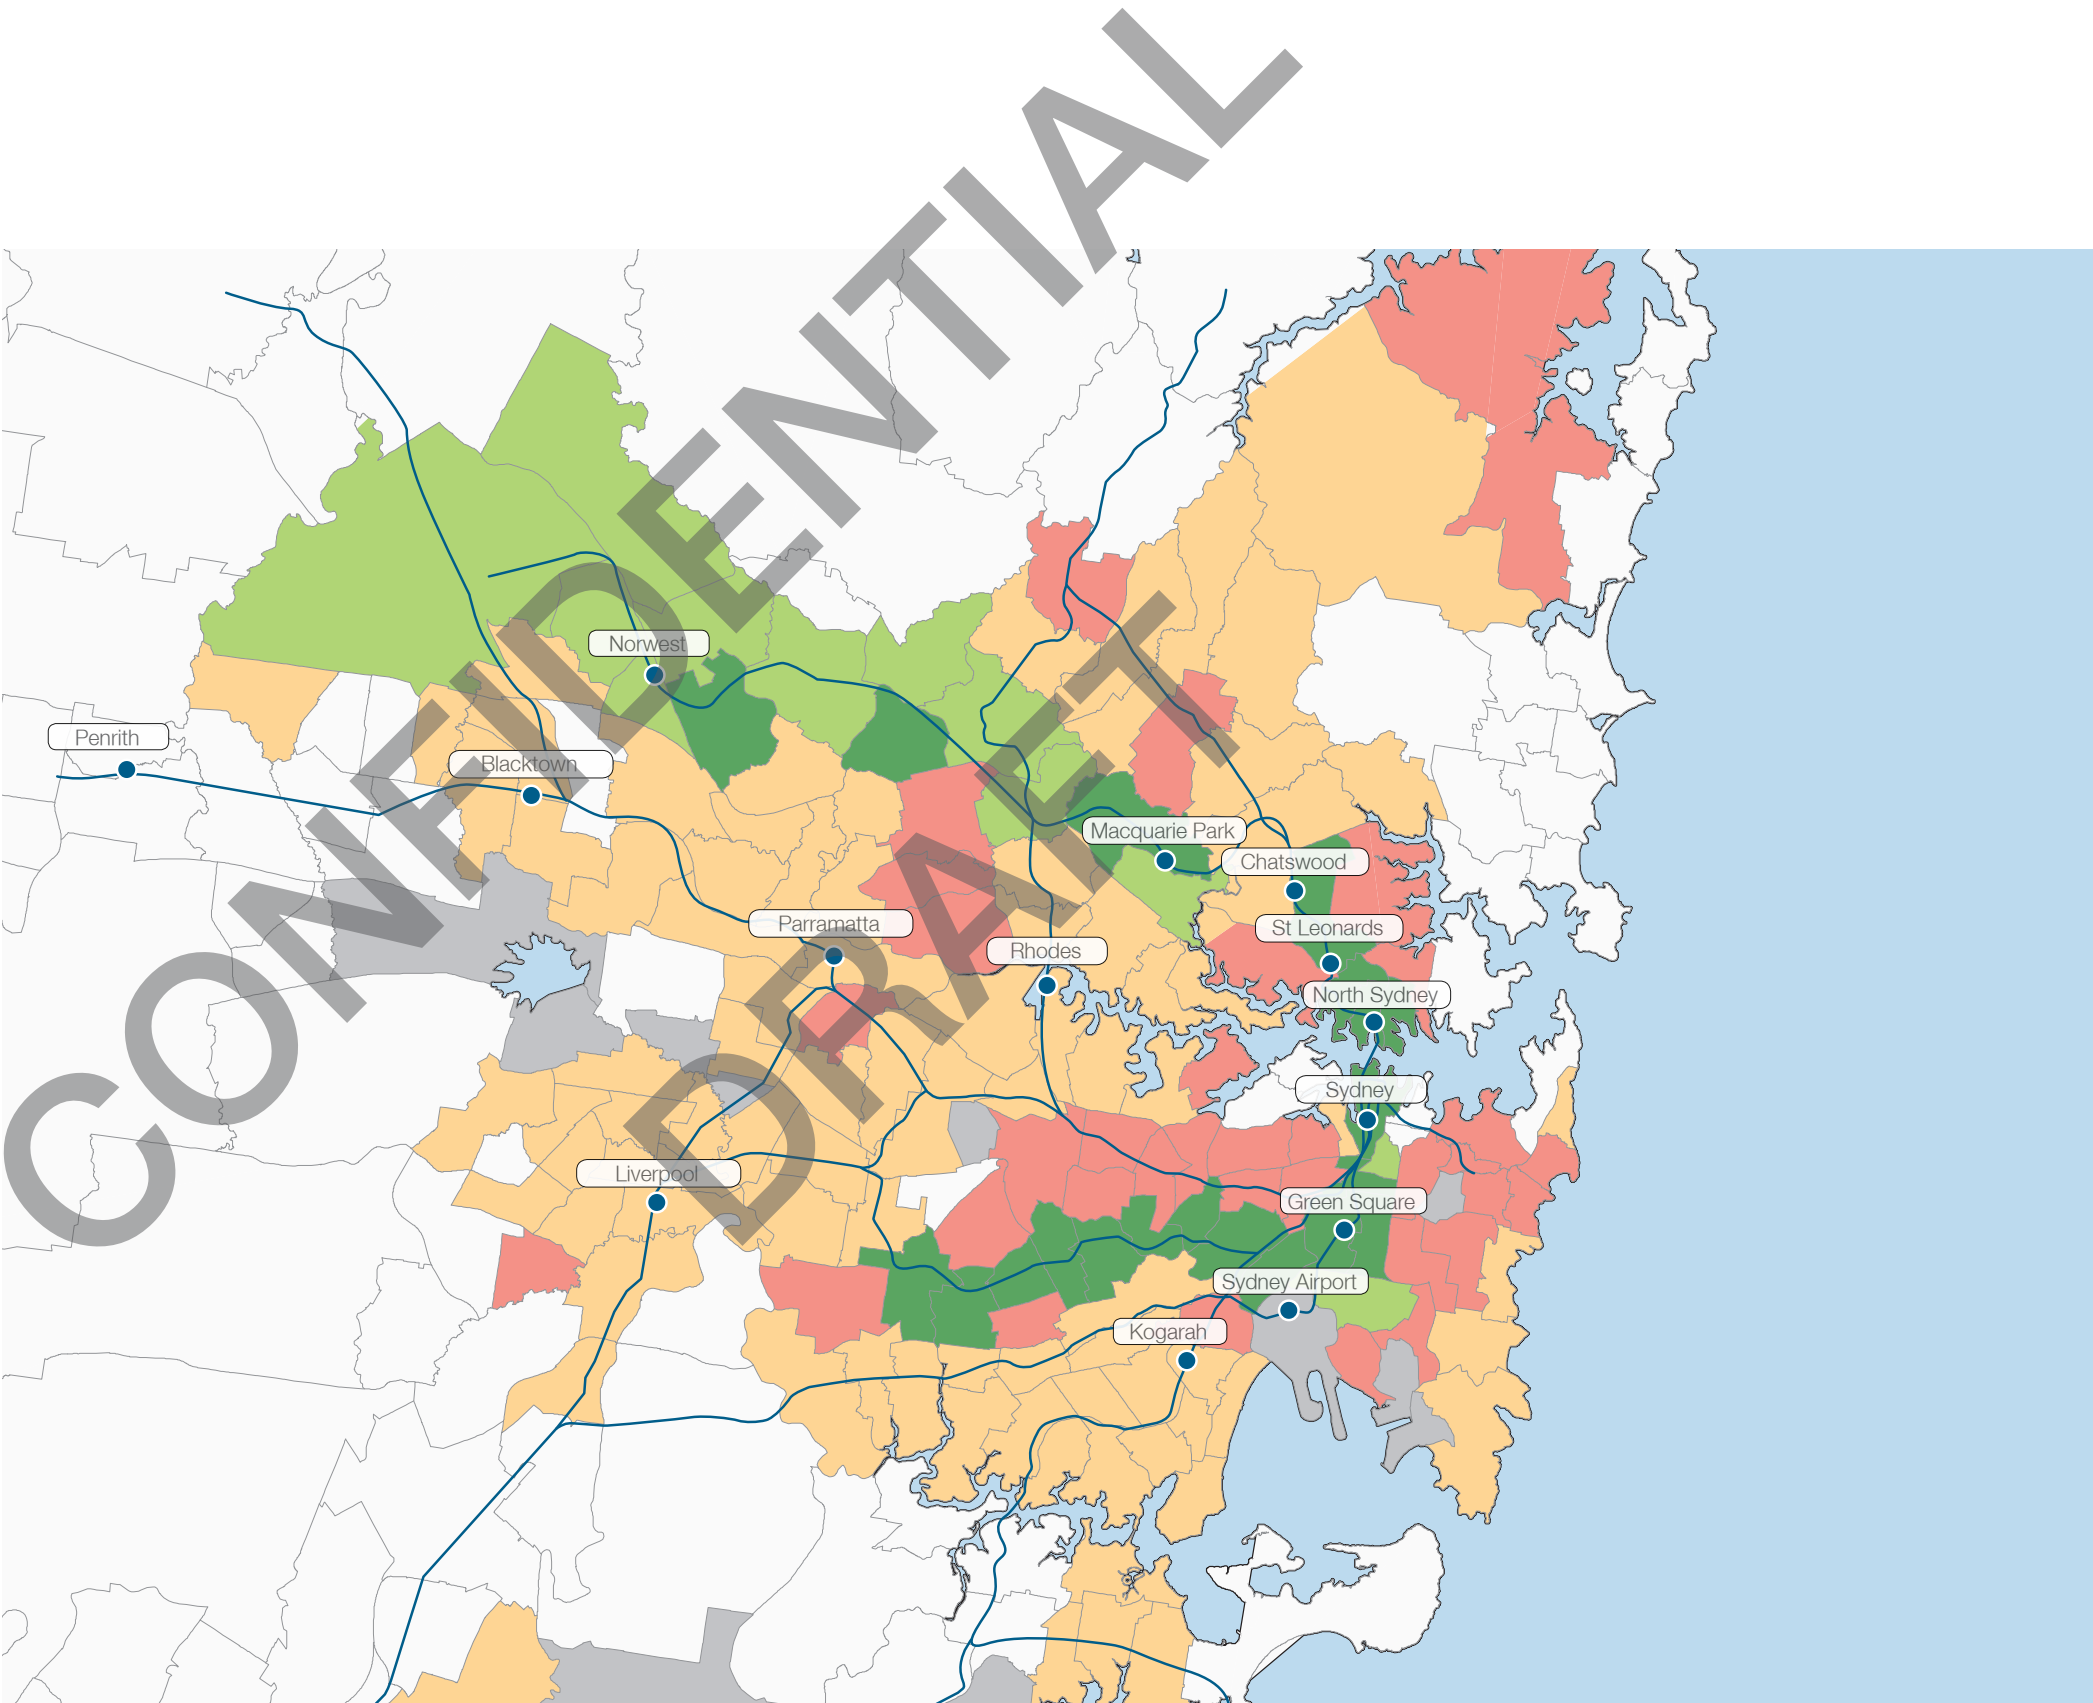 CONFIDENTIAL
DRAFT
Norwest
Penrith
Blacktown
Macquarie Park
Chatswood
Parramatta
St Leonards
Rhodes
North Sydney
Sydney
Liverpool
Green Square
Sydney Airport
Kogarah